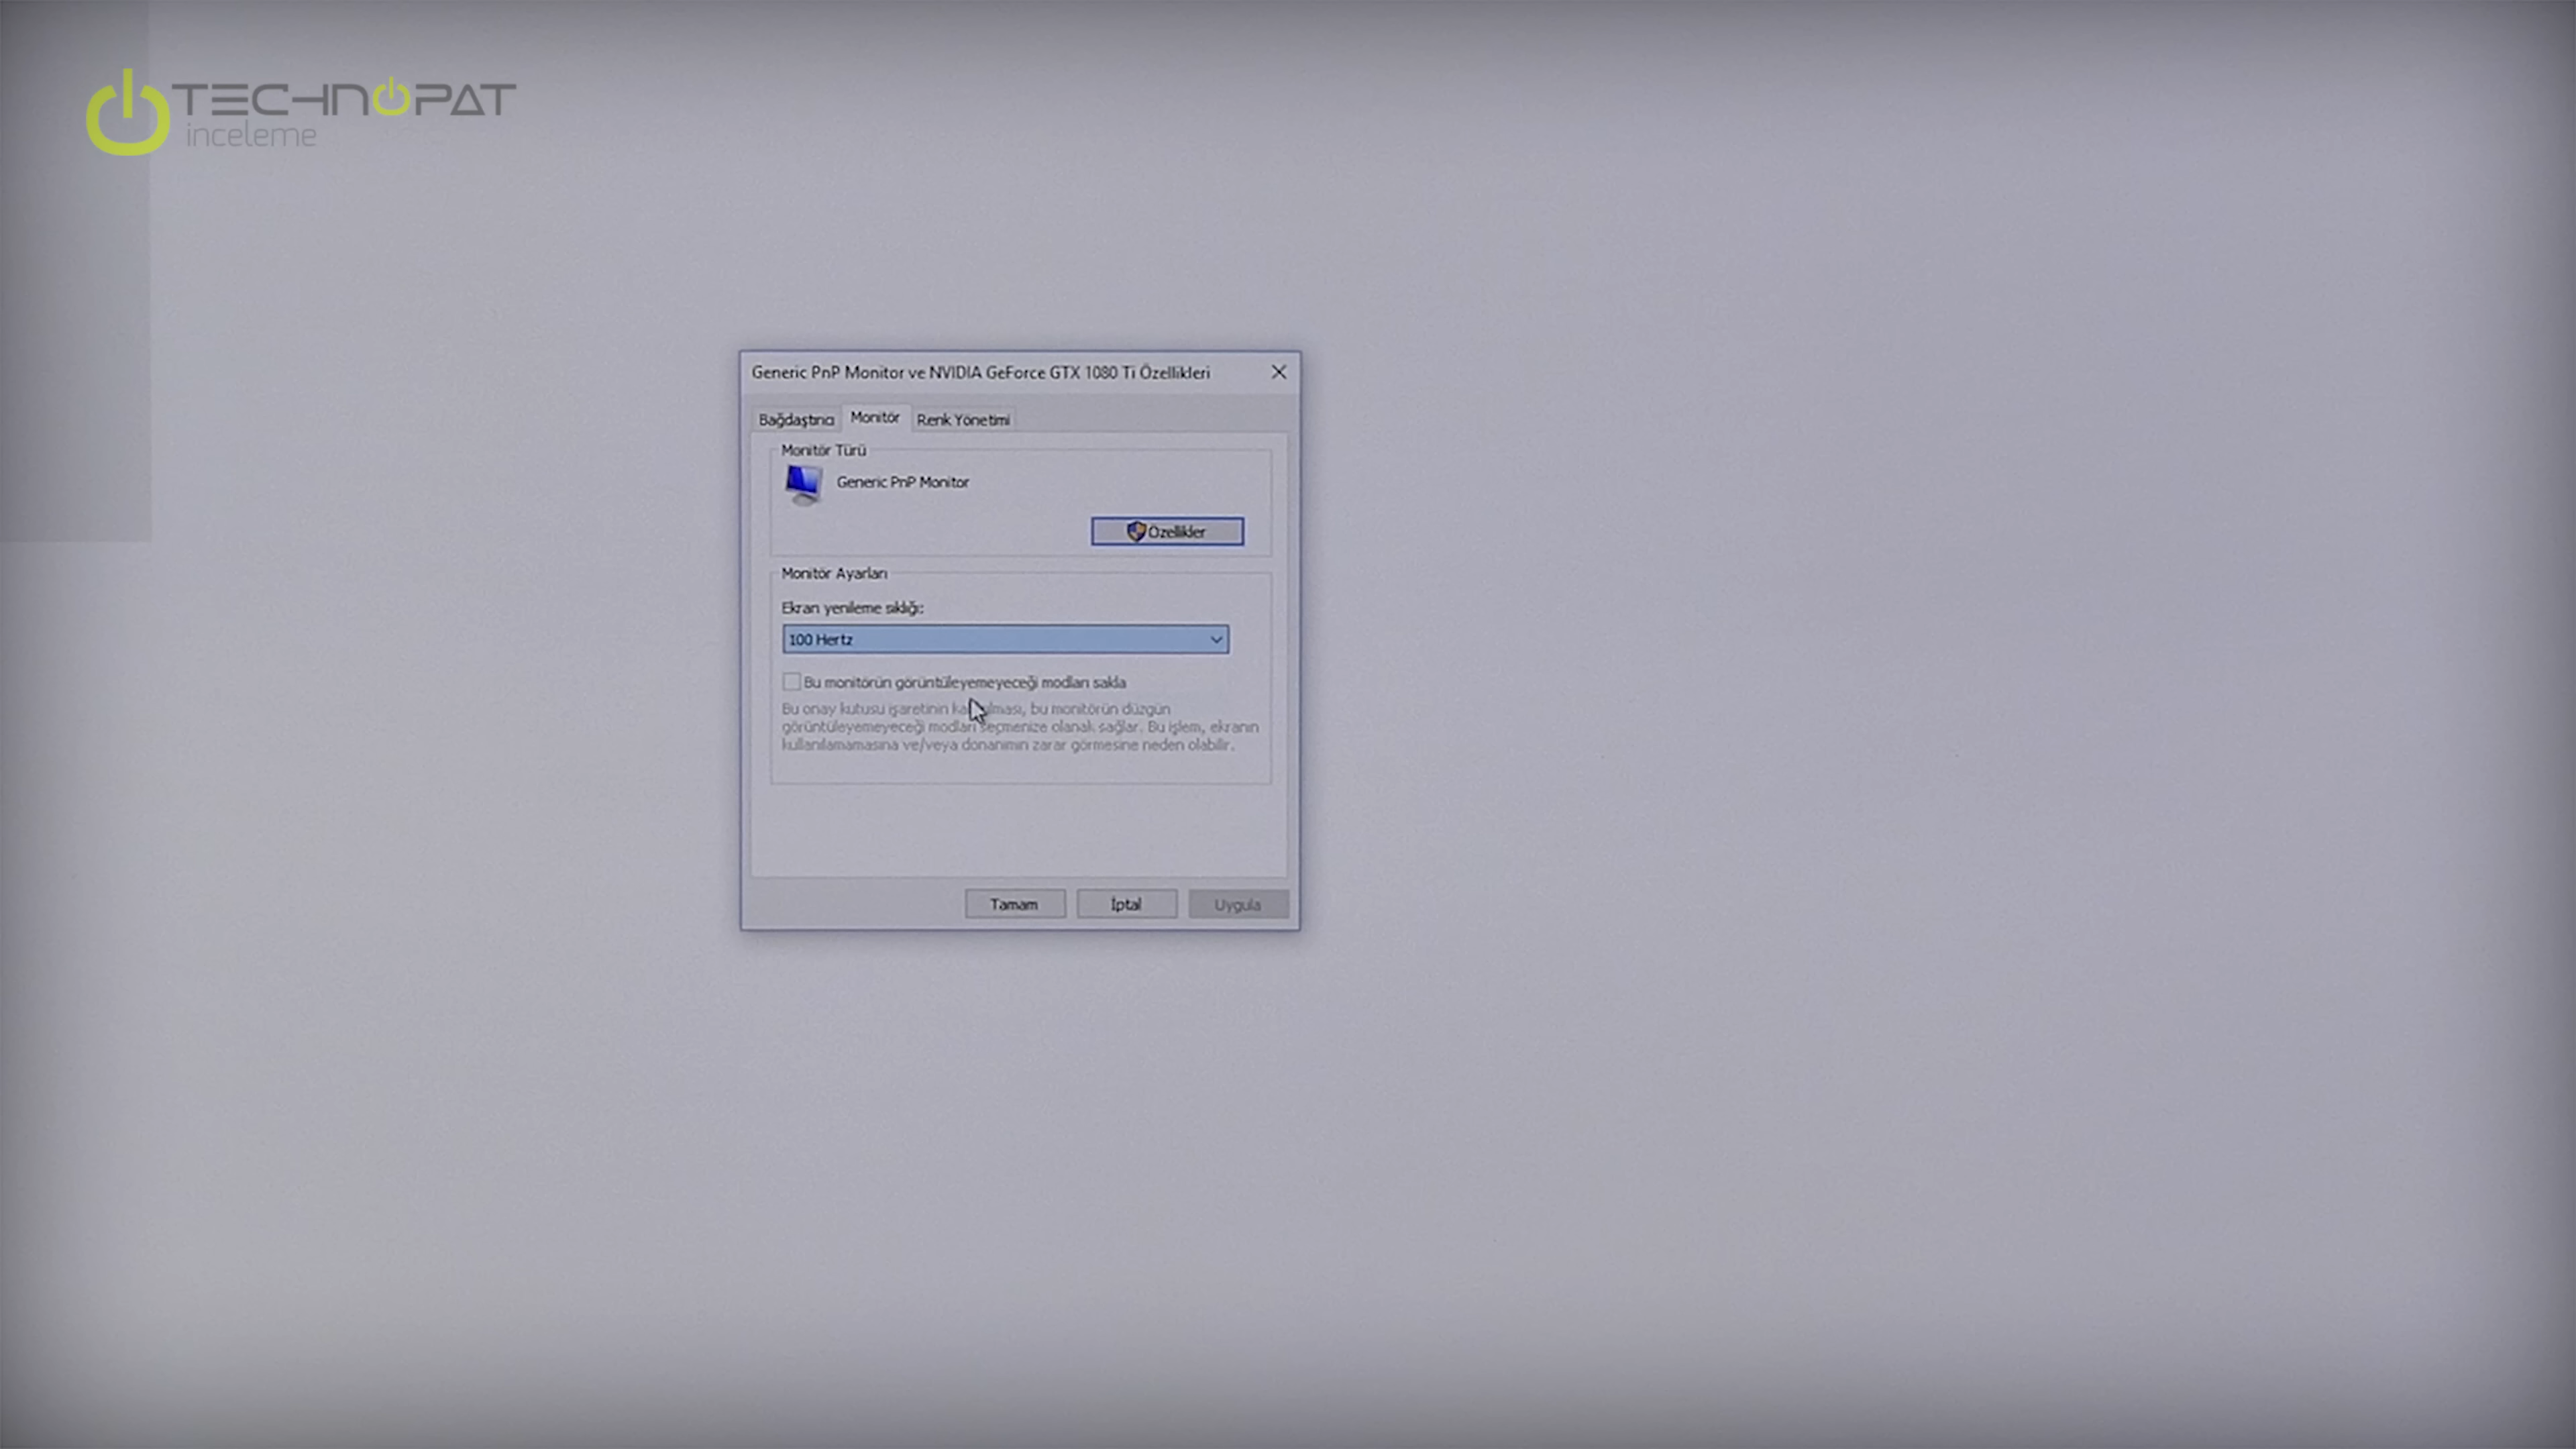 TECHNOPAT
inceleme
Generic PnP Monitor ve NVIDIA GeForce GTX 1080 Ti Özellikleri
Bağdaştırıcı Monitör Renk Yönetimi
Monitör Türü
Generic PnP Monitor
Özellikler
Monitör Ayarları
Ekran yenileme sıklığı:
100 Hertz
Bu monitörün görüntüleyemeyeceği modları sakla
Bu onay kutusu işaretinin bu monitörün düzgün
görüntüleyemeyeceği modları seçmenize olanak sağlar. Bu işlem, ekranın
kullanılamamasına ve/veya donanımın zarar görmesine neden olabilir.
Tamam İptal Uygula